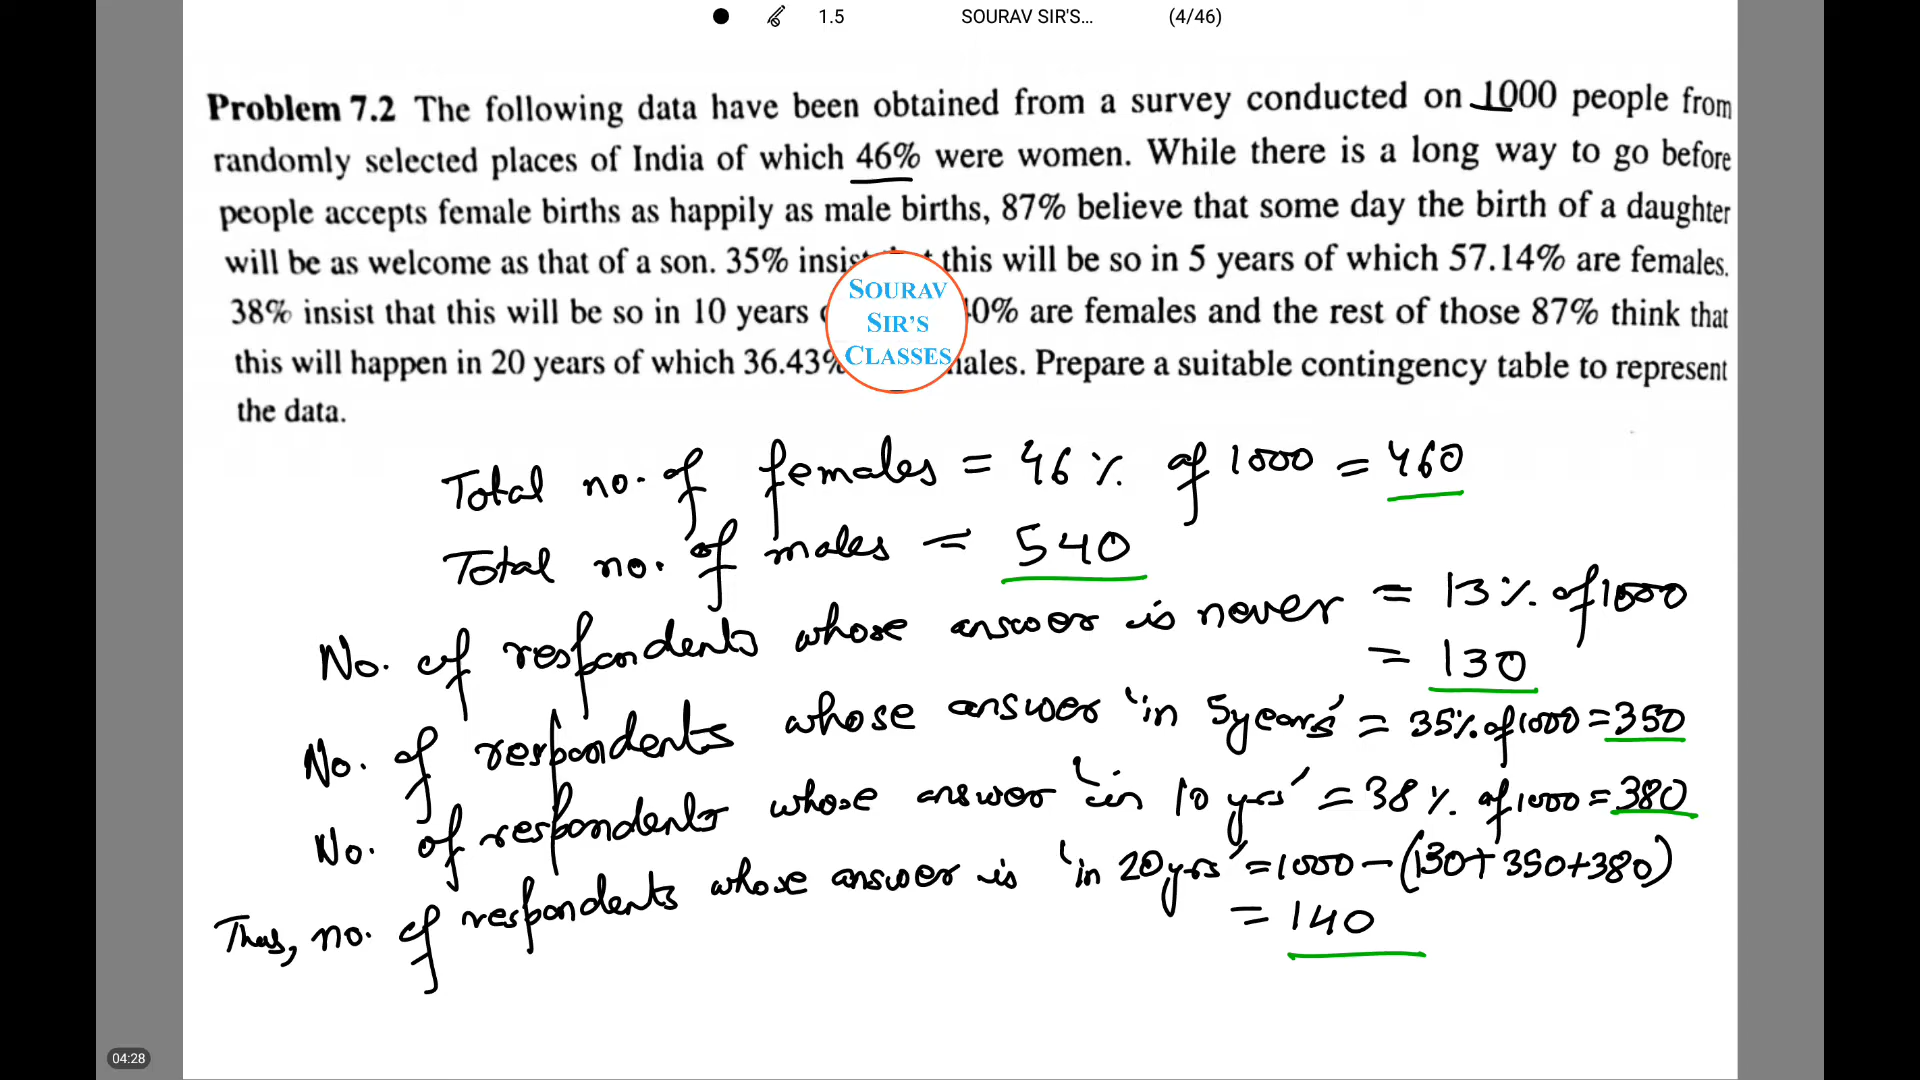 1.5 SOURAV SIR'S... (4/46)
Problem 7.2 The following data have been obtained from a survey conducted on 1000 people from
randomly selected places of India of which 46% were women. While there is a long way to go before
people accepts female births as happily as male births, 87% believe that some day the birth of a daughter
will be as welcome as that of a son. 35% insist that this will be so in 5 years of which 57.14% are females.
38% insist that this will be so in 10 years 40% are females and the rest of those 87% think that
this will happen in 20 years of which 36.43% Prepare a suitable contingency table to represent
the data.
SOURAV
SIR'S
CLASSES
Total no. of females = 46% of 1000 = 460
Total no. of males = 540
No. of respondents whose answer is never = 13% of 1000
= 130
No. of respondents whose answer 'in 5 years' = 35% of 1000 = 350
No. of respondents whose answer 'in 10 yrs' = 38% of 1000 = 380
Thus, no. of respondents whose answer is 'in 20 yrs' = 1000 - (130+350+380)
= 140
04:28